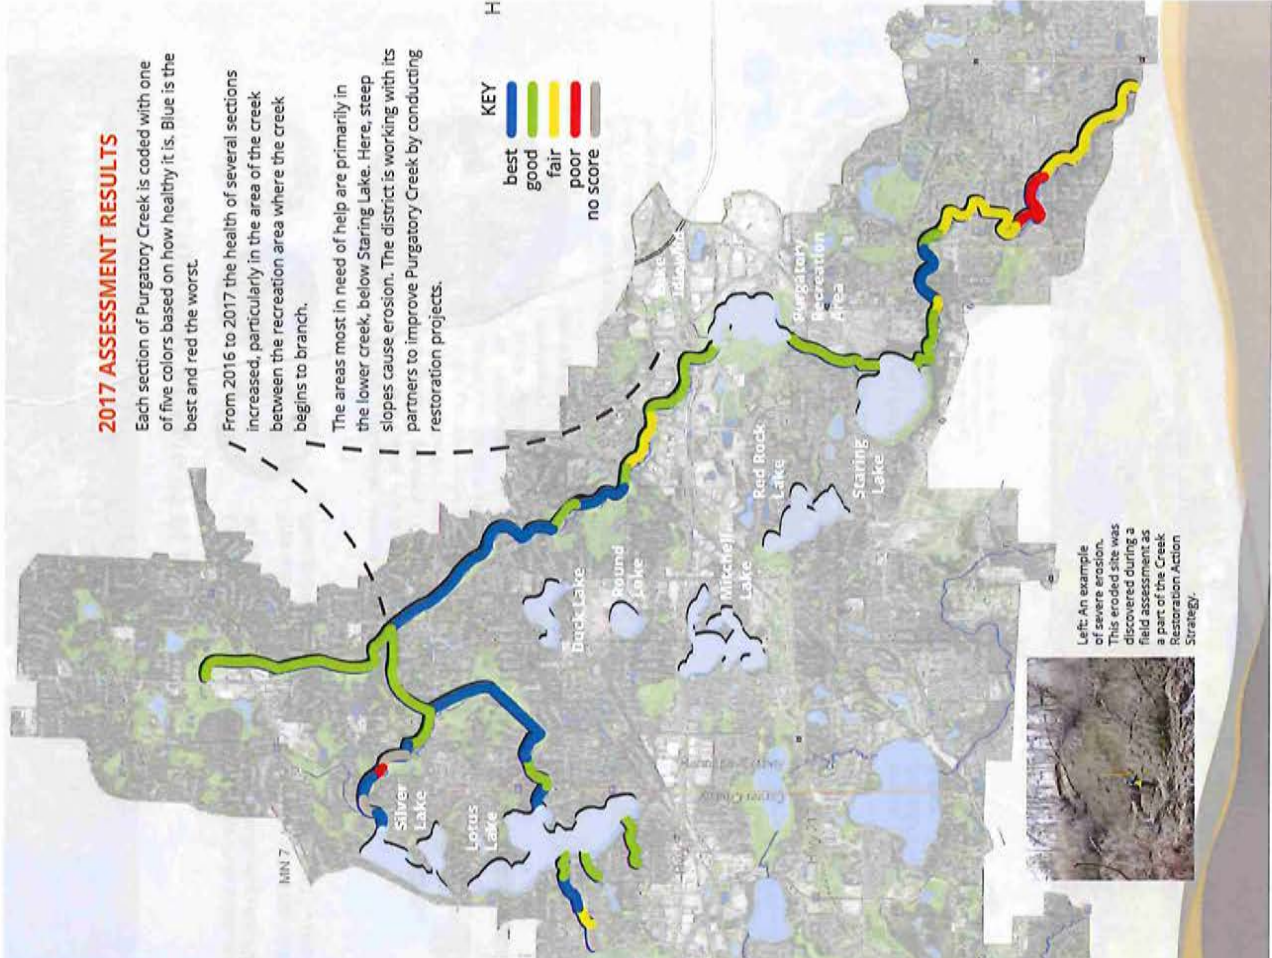 2017 ASSESSMENT RESULTS
Each section of Purgatory Creek is coded with one
of five colors based on how healthy it is. Blue is the
best and red the worst.
From 2016 to 2017 the health of several sections
increased, particularly in the area of the creek
between the recreation area where the creek
begins to branch.
The areas most in need of help are primarily in
the lower creek, below Staring Lake. Here, steep
slopes cause erosion. The district is working with its
partners to improve Purgatory Creek by conducting
restoration projects.
KEY
best
good
fair
poor
no score
H
MN 7
Silver
Lake
Lotus
Lake
Duck Lake
Round
Lake
Mitchell
Lake
Red Rock
Lake
Staring
Lake
Lake
Idlewild
Purgatory
Recreation
Area
Left: An example
of severe erosion.
This eroded site was
discovered during a
field assessment as
a part of the Creek
Restoration Action
Strategy.